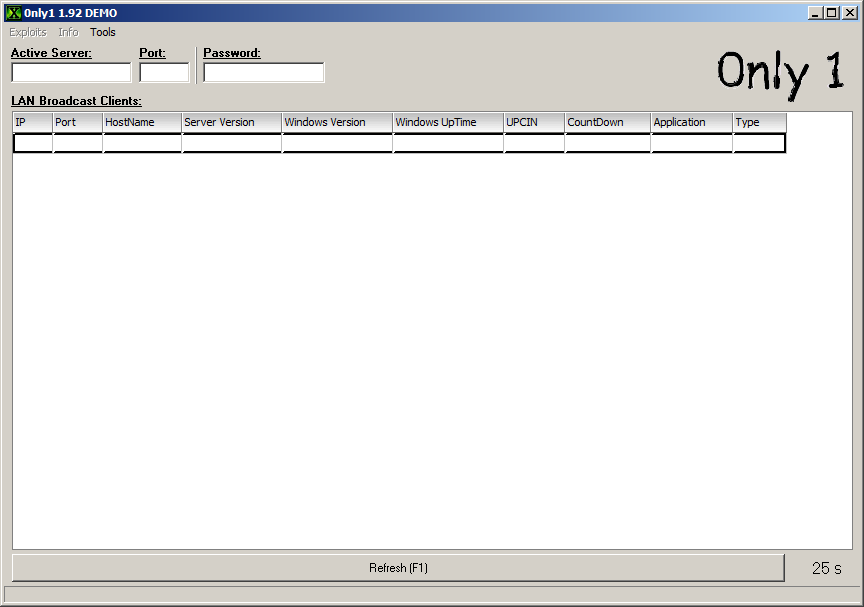 0nly1 1.92 DEMO
Exploits Info Tools
Active Server: Port: Password:
Only 1
LAN Broadcast Clients:
IP Port HostName Server Version Windows Version Windows UpTime UPCIN CountDown Application Type
Refresh (F1)
25 s